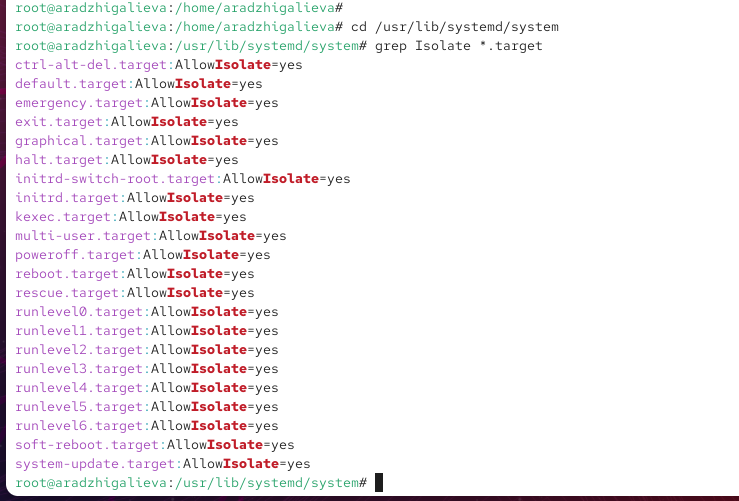 root@aradzhigalieva:/home/aradzhigalieva#
root@aradzhigalieva:/home/aradzhigalieva# cd /usr/lib/systemd/system
root@aradzhigalieva:/usr/lib/systemd/system# grep Isolate *.target
ctrl-alt-del.target:AllowIsolate=yes
default.target:AllowIsolate=yes
emergency.target:AllowIsolate=yes
exit.target:AllowIsolate=yes
graphical.target:AllowIsolate=yes
halt.target:AllowIsolate=yes
initrd-switch-root.target:AllowIsolate=yes
initrd.target:AllowIsolate=yes
kexec.target:AllowIsolate=yes
multi-user.target:AllowIsolate=yes
poweroff.target:AllowIsolate=yes
reboot.target:AllowIsolate=yes
rescue.target:AllowIsolate=yes
runlevel0.target:AllowIsolate=yes
runlevel1.target:AllowIsolate=yes
runlevel2.target:AllowIsolate=yes
runlevel3.target:AllowIsolate=yes
runlevel4.target:AllowIsolate=yes
runlevel5.target:AllowIsolate=yes
runlevel6.target:AllowIsolate=yes
soft-reboot.target:AllowIsolate=yes
system-update.target:AllowIsolate=yes
root@aradzhigalieva:/usr/lib/systemd/system#